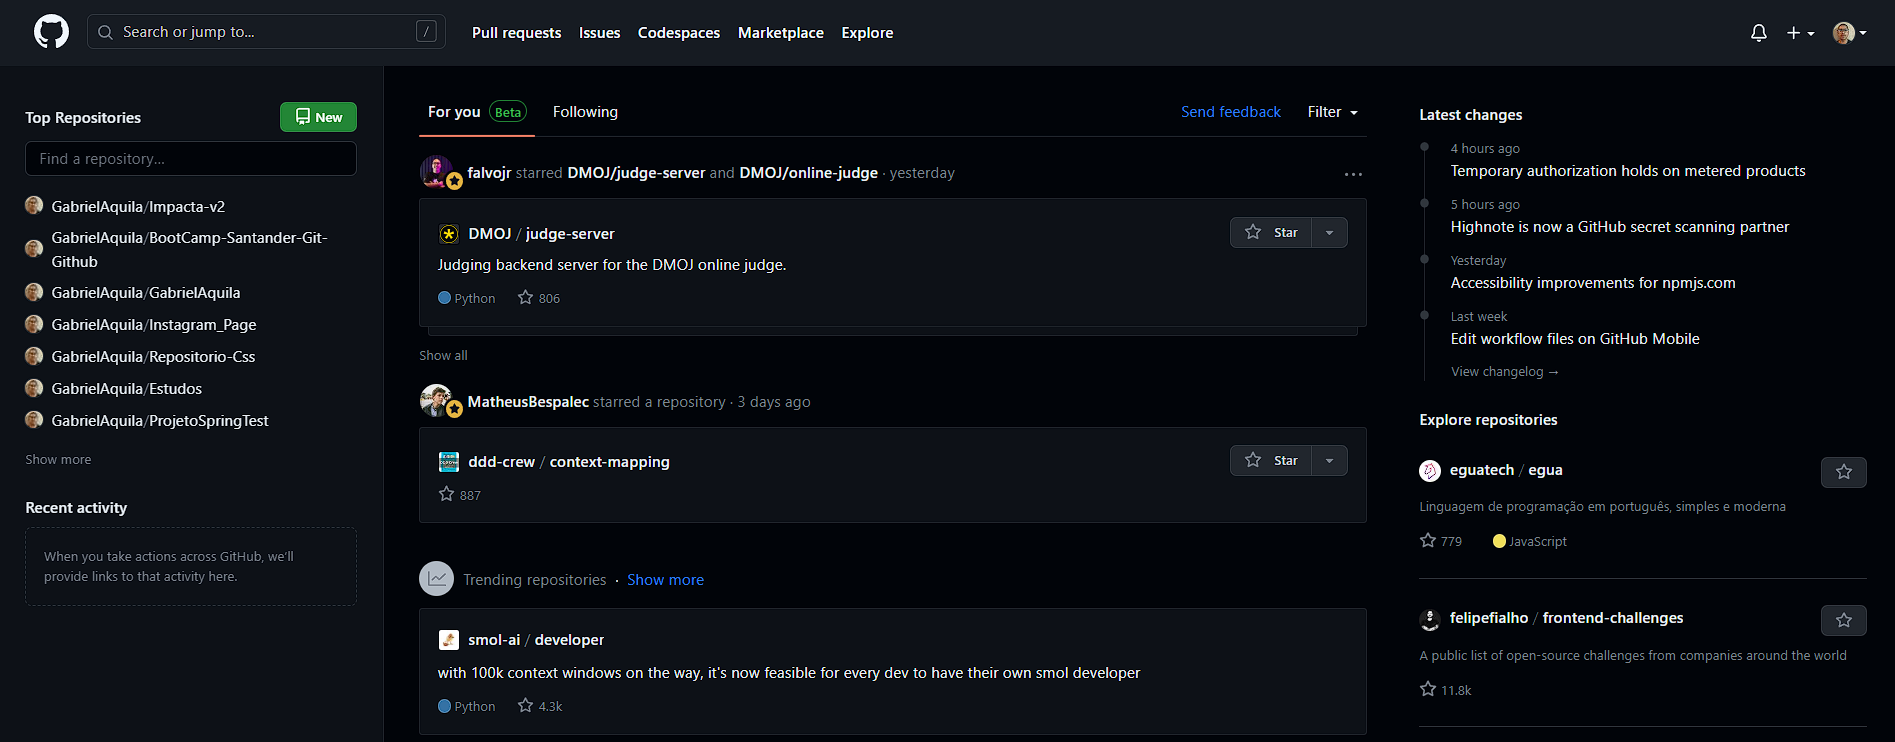 Search or jump to...
/
Pull requests
Issues
Codespaces
Marketplace
Explore
Top Repositories
New
Find a repository...
GabrielAquila/Impacta-v2
GabrielAquila/BootCamp-Santander-Git-
Github
GabrielAquila/GabrielAquila
GabrielAquila/Instagram_Page
GabrielAquila/Repositorio-Css
GabrielAquila/Estudos
GabrielAquila/ProjetoSpringTest
Show more
Recent activity
When you take actions across GitHub, we'll
provide links to that activity here.
For you Beta
Following
Send feedback
Filter
falvojr starred DMOJ/judge-server and DMOJ/online-judge · yesterday
DMOJ / judge-server
Star
Judging backend server for the DMOJ online judge.
Python 806
Show all
MatheusBespalec starred a repository · 3 days ago
ddd-crew / context-mapping
Star
887
Trending repositories · Show more
smol-ai / developer
with 100k context windows on the way, it's now feasible for every dev to have their own smol developer
Python 4.3k
Latest changes
4 hours ago
Temporary authorization holds on metered products
5 hours ago
Highnote is now a GitHub secret scanning partner
Yesterday
Accessibility improvements for npmjs.com
Last week
Edit workflow files on GitHub Mobile
View changelog →
Explore repositories
eguatech / egua
Linguagem de programação em português, simples e moderna
779 JavaScript
felipefialho / frontend-challenges
A public list of open-source challenges from companies around the world
11.8k